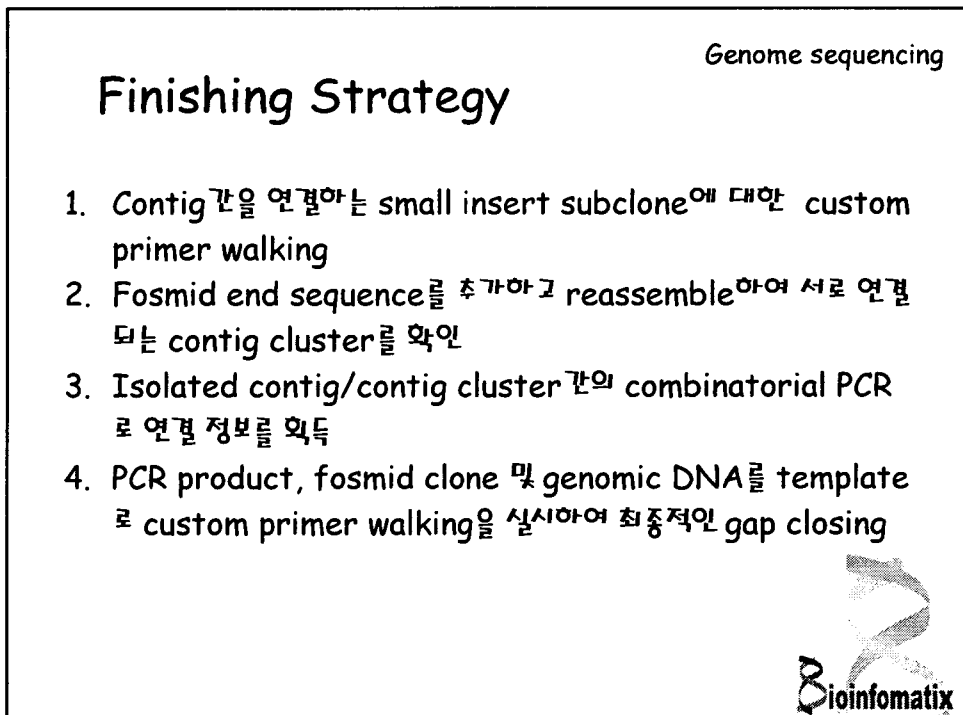 Genome sequencing
Finishing Strategy
1. Contig간을 연결하는 small insert subclone에 대한 custom
primer walking
2. Fosmid end sequence를 추가하고 reassemble하여 서로 연결
되는 contig cluster를 확인
3. Isolated contig/contig cluster간의 combinatorial PCR
로 연결 정보를 획득
4. PCR product, fosmid clone 및 genomic DNA를 template
로 custom primer walking을 실시하여 최종적인 gap closing
Bioinfomatix